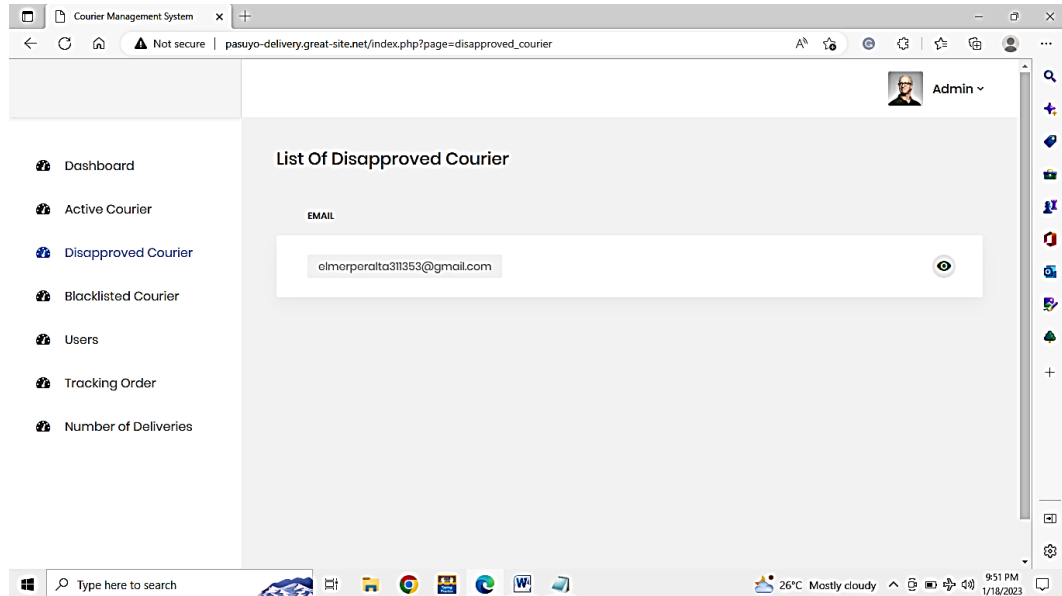 Courier Management System
Not secure pasuyo-delivery.great-site.net/index.php?page=disapproved_courier
Admin
Dashboard
Active Courier
Disapproved Courier
Blacklisted Courier
Users
Tracking Order
Number of Deliveries
List Of Disapproved Courier
EMAIL
elmerperalta311353@gmail.com
Type here to search
26°C Mostly cloudy
9:51 PM
1/18/2023